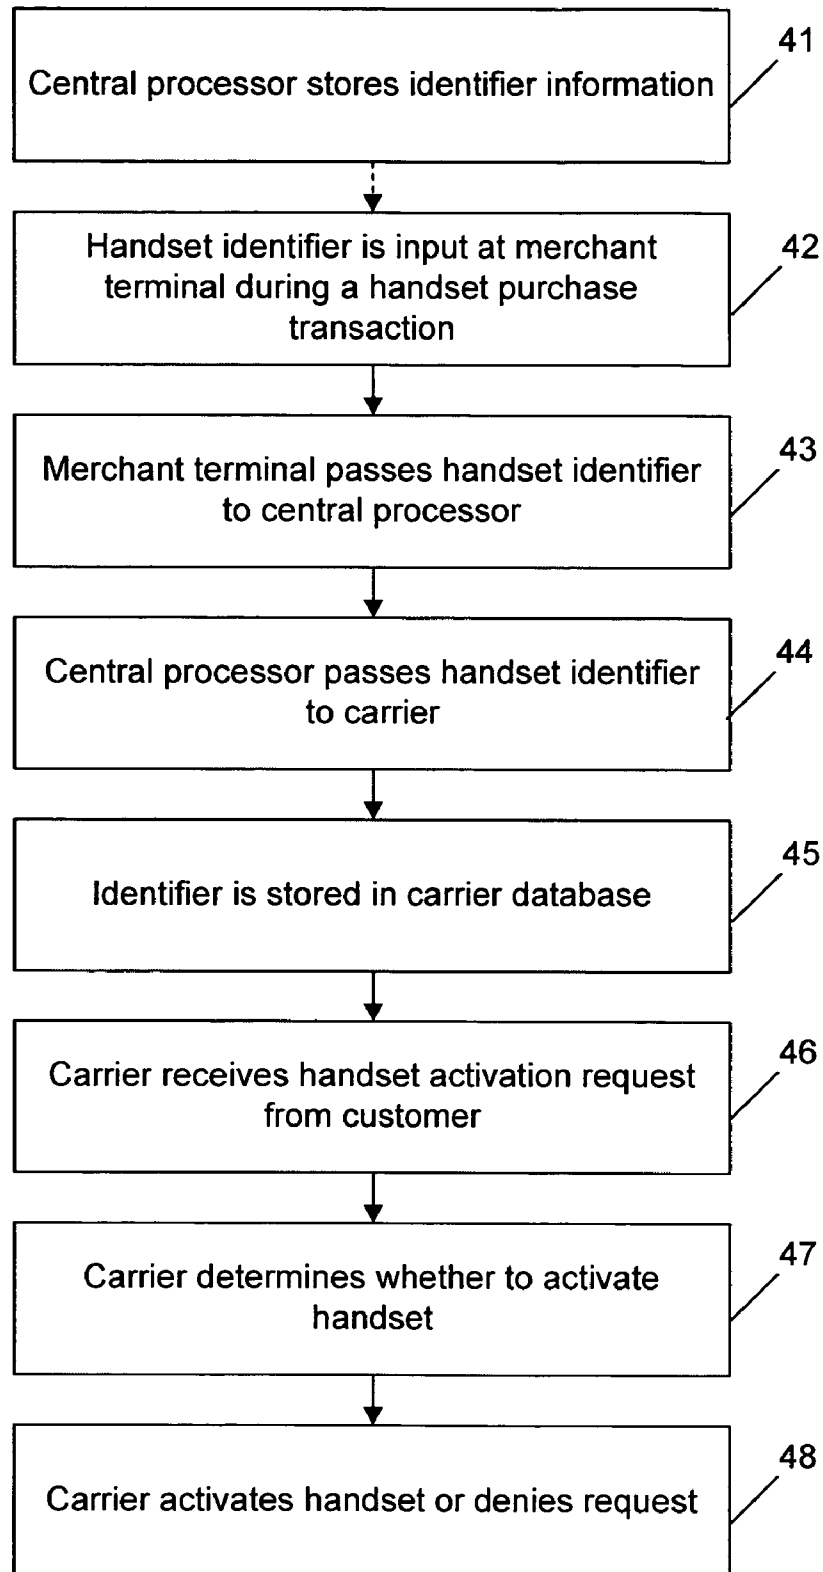 Central processor stores identifier information
41
Handset identifier is input at merchant
terminal during a handset purchase
transaction
42
Merchant terminal passes handset identifier
to central processor
43
Central processor passes handset identifier
to carrier
44
Identifier is stored in carrier database
45
Carrier receives handset activation request
from customer
46
Carrier determines whether to activate
handset
47
Carrier activates handset or denies request
48